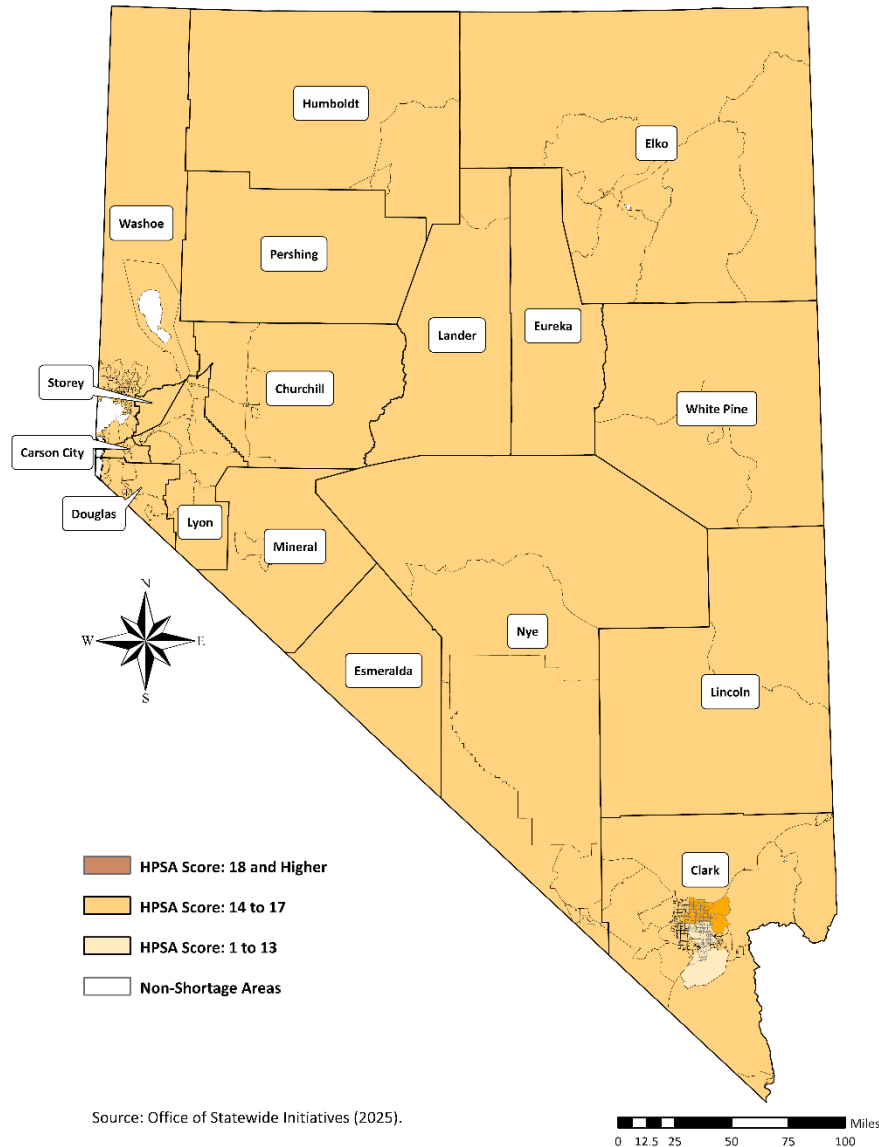 Humboldt
Elko
Washoe
Pershing
Lander
Eureka
Storey
Churchill
White Pine
Carson City
Douglas
Lyon
Mineral
N
W
E
S
Nye
Esmeralda
Lincoln
Clark
HPSA Score: 18 and Higher
HPSA Score: 14 to 17
HPSA Score: 1 to 13
Non-Shortage Areas
Source: Office of Statewide Initiatives (2025).
Miles
0 12.5 25 50 75 100